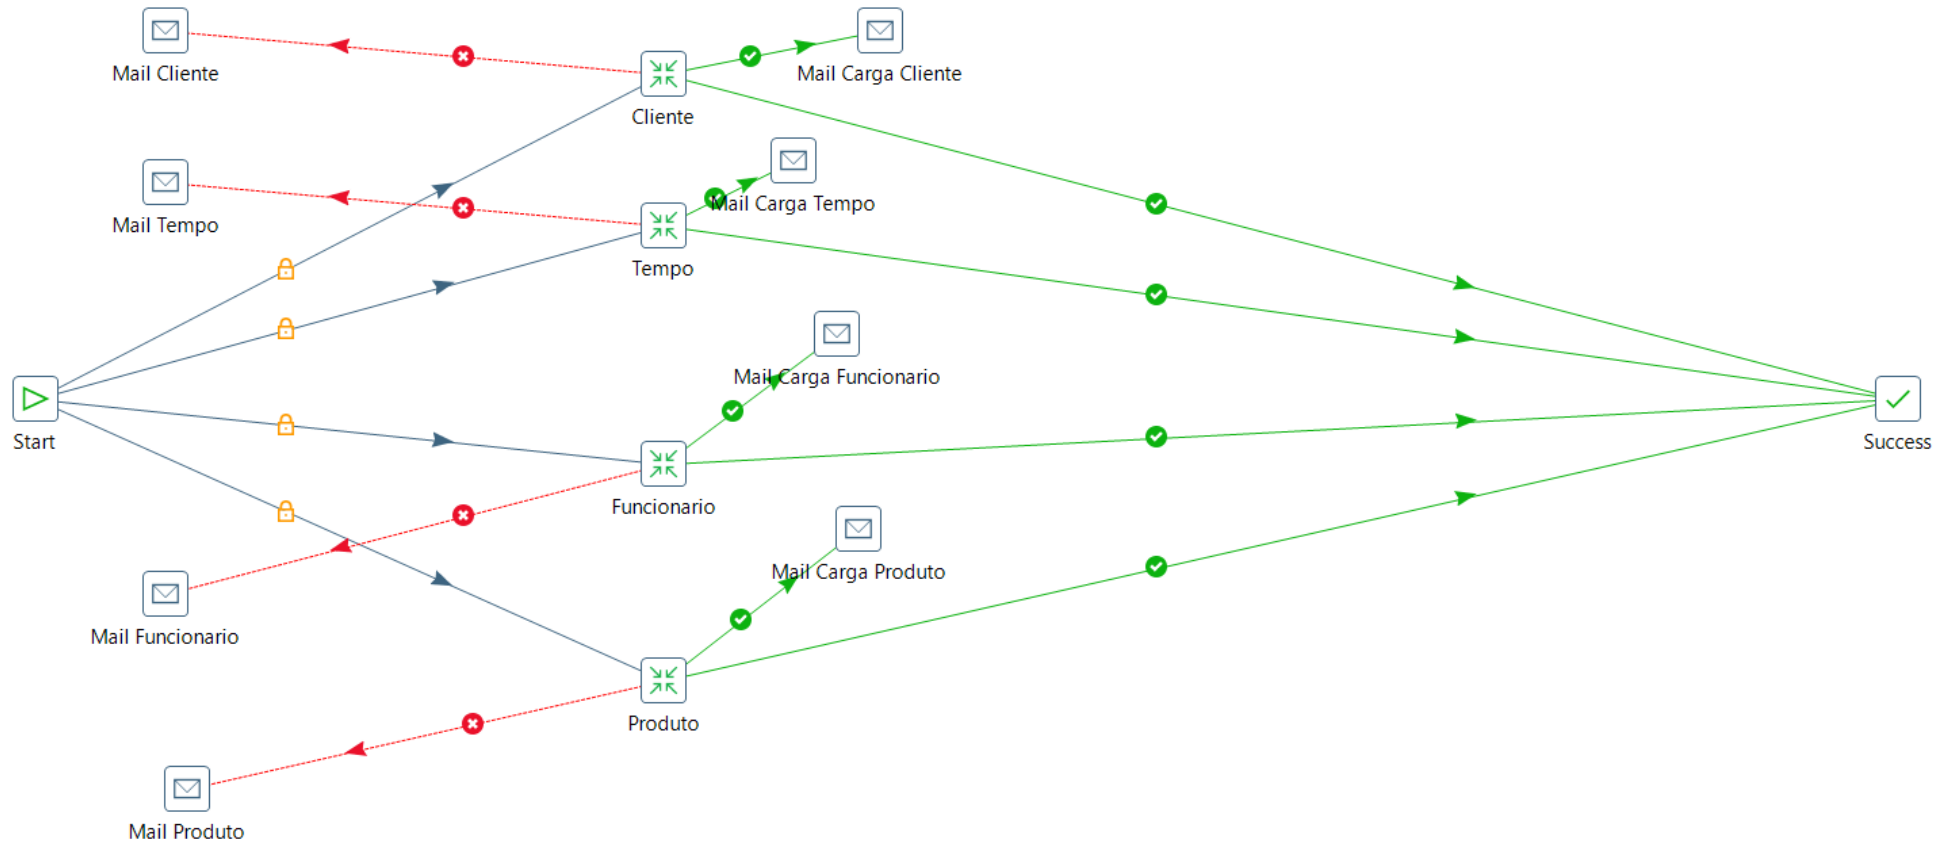 Mail Cliente
Mail Carga Cliente
Cliente
Mail Tempo
Mail Carga Tempo
Tempo
Mail Carga Funcionario
Start
Success
Funcionario
Mail Carga Produto
Mail Funcionario
Produto
Mail Produto